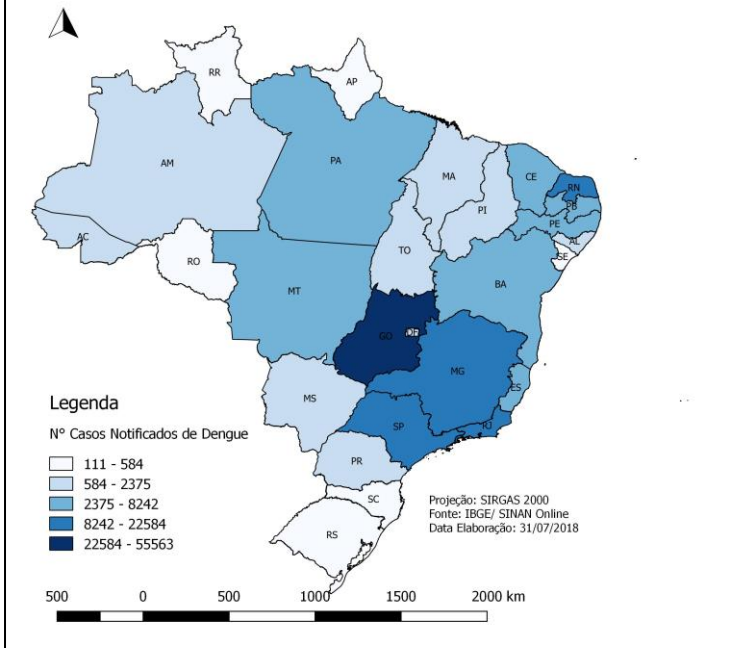 RR
AP
AM
PA
MA
CE
RN
PB
PI
PE
AC
TO
AL
SE
RO
BA
MT
GO
DF
MG
ES
MS
SP
RJ
PR
SC
RS
Legenda
N° Casos Notificados de Dengue
111 - 584
584 - 2375
2375 - 8242
8242 - 22584
22584 - 55563
Projeção: SIRGAS 2000
Fonte: IBGE/ SINAN Online
Data Elaboração: 31/07/2018
500 0 500 1000 1500 2000 km